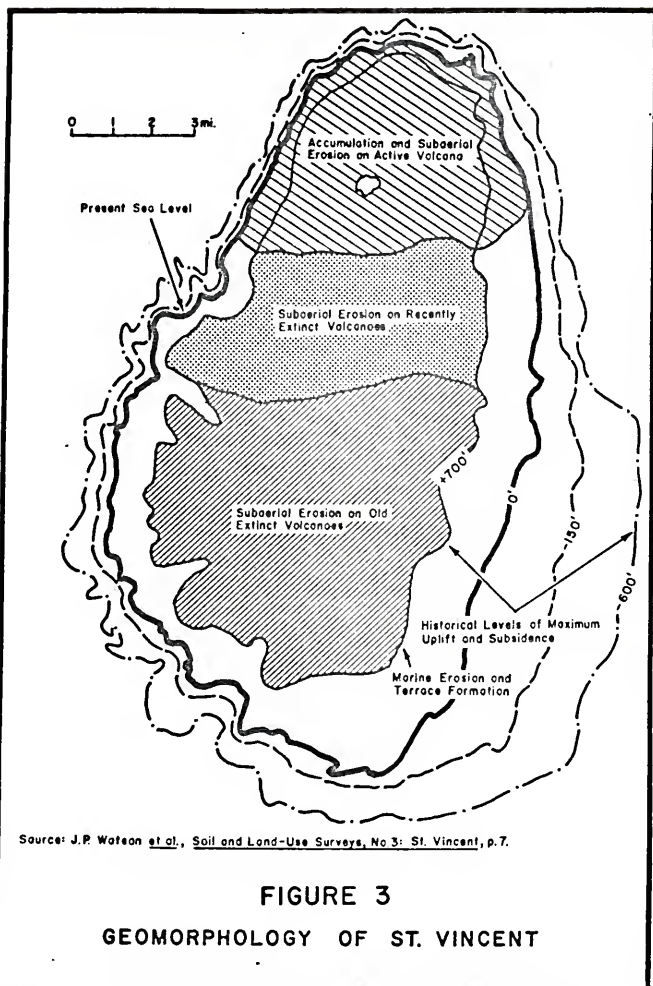 0 1 2 3 mi.
Accumulation and Subaerial
Erosion on Active Volcano
Present Sea Level
Subaerial Erosion on Recently
Extinct Volcanoes
+700'
0'
-150'
-600'
Subaerial Erosion on Old
Extinct Volcanoes
Historical Levels of Maximum
Uplift and Subsidence
Marine Erosion and
Terrace Formation
Source: J.P. Watson et al., Soil and Land-Use Surveys, No 3: St. Vincent, p.7.
FIGURE 3
GEOMORPHOLOGY OF ST. VINCENT